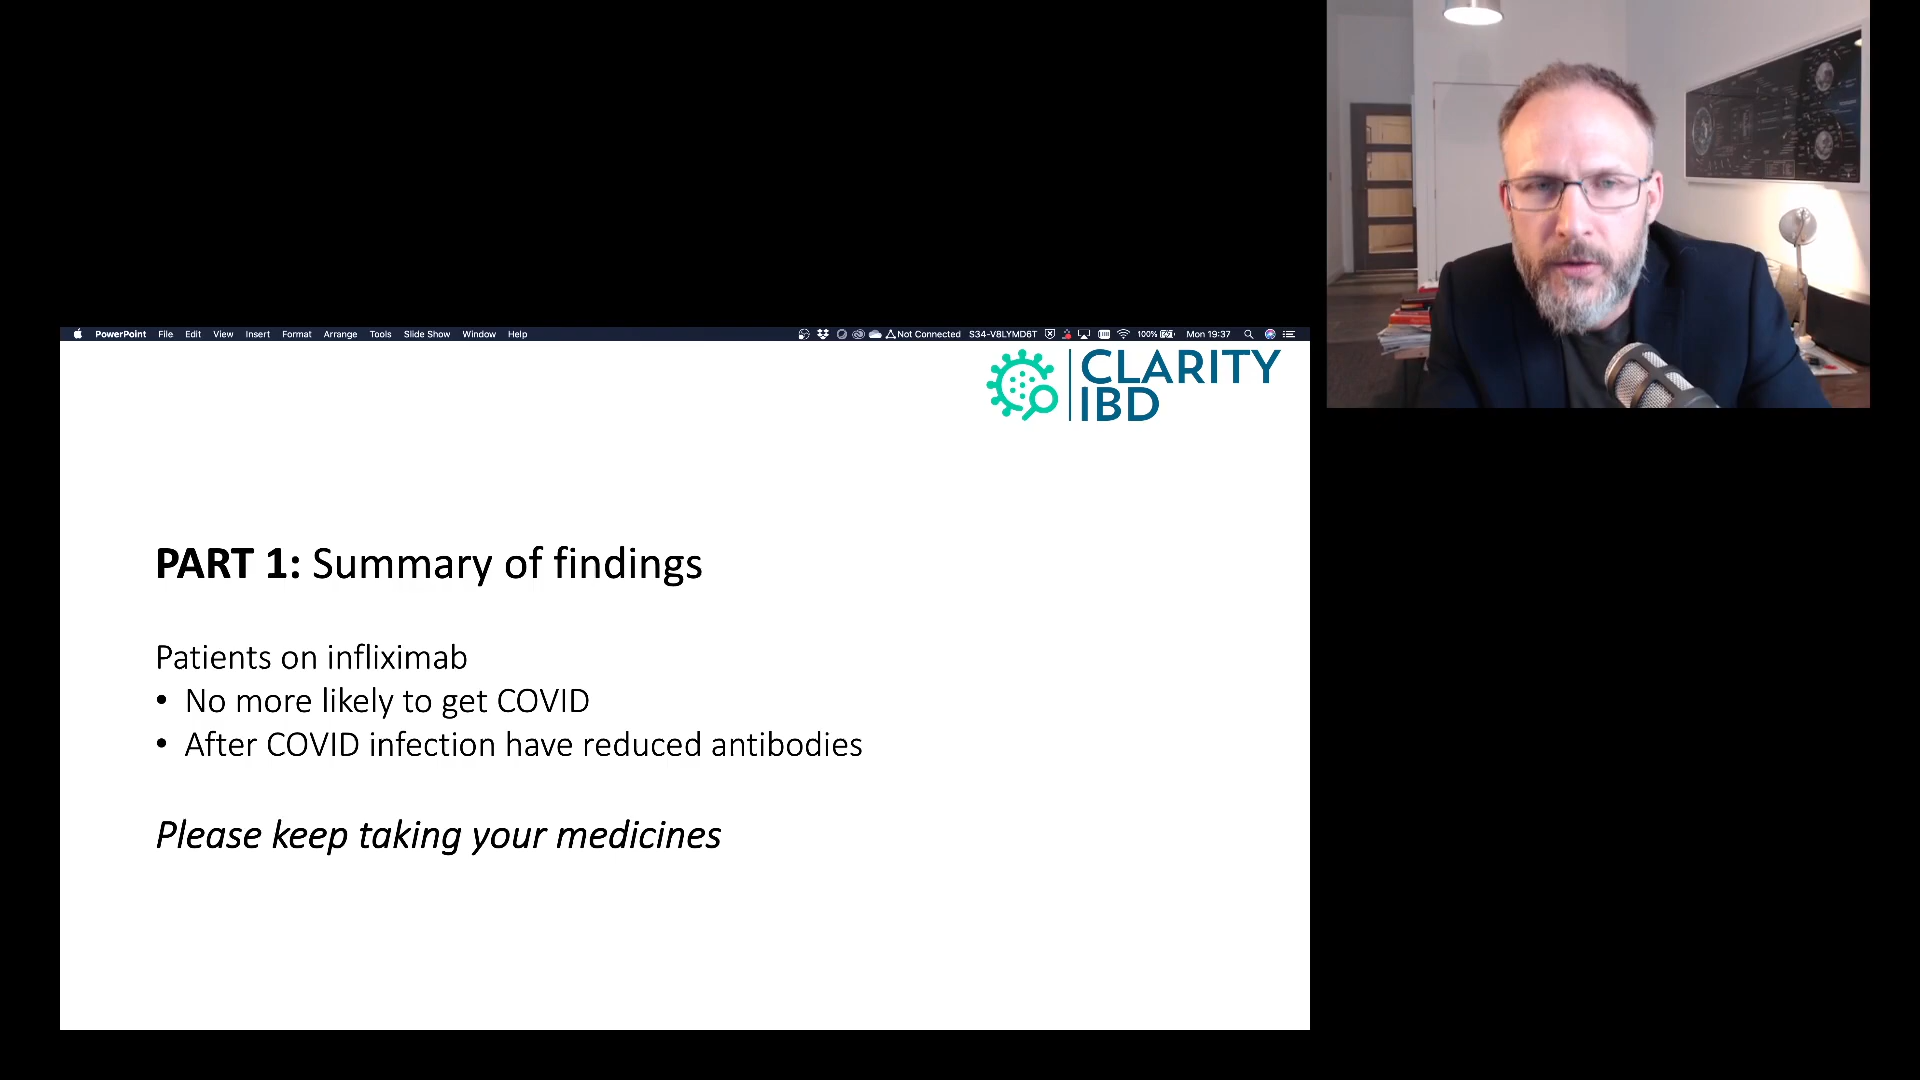 PowerPoint File Edit View Insert Format Arrange Tools Slide Show Window Help
Not Connected S34-V8LYMD6T 100% Mon 19:37
CLARITY
IBD
PART 1: Summary of findings
Patients on infliximab
• No more likely to get COVID
• After COVID infection have reduced antibodies
Please keep taking your medicines